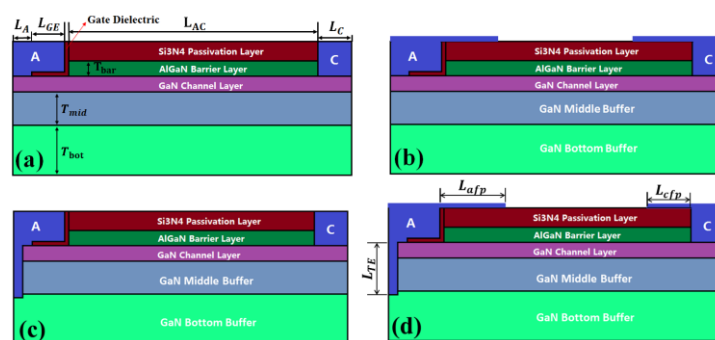 L_A L_GE Gate Dielectric L_AC L_C
A Si3N4 Passivation Layer C
T_bar AlGaN Barrier Layer
GaN Channel Layer
T_mid
(a) T_bot
Si3N4 Passivation Layer
A AlGaN Barrier Layer C
GaN Channel Layer
GaN Middle Buffer
(b) GaN Bottom Buffer
A Si3N4 Passivation Layer C
AlGaN Barrier Layer
GaN Channel Layer
GaN Middle Buffer
(c) GaN Bottom Buffer
L_afp L_cfp
A Si3N4 Passivation Layer C
AlGaN Barrier Layer
GaN Channel Layer
L_TE GaN Middle Buffer
(d) GaN Bottom Buffer